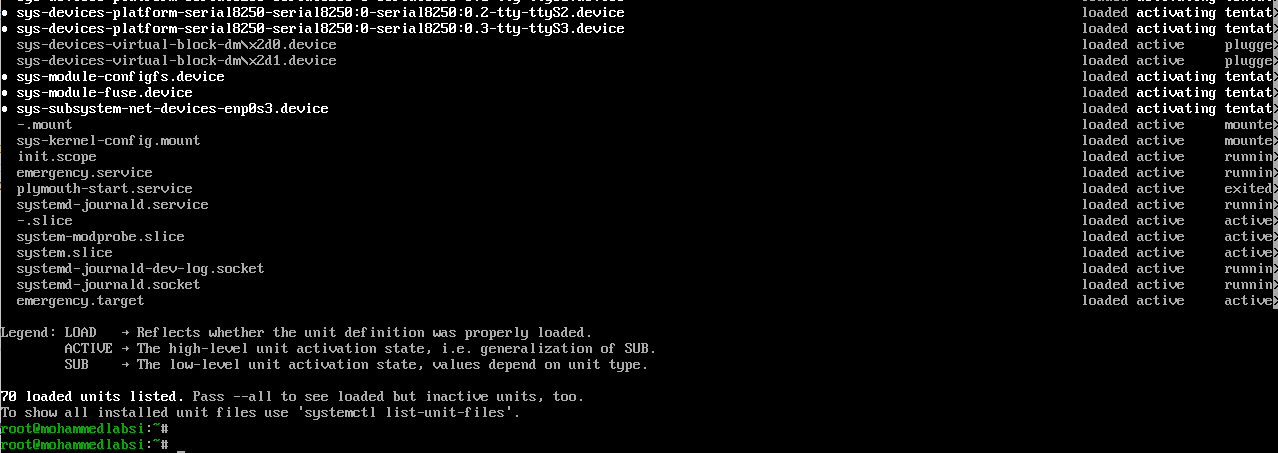 ● sys-devices-platform-serial8250-serial8250:0-serial8250:0.2-tty-ttyS2.device loaded activating tentat>
● sys-devices-platform-serial8250-serial8250:0-serial8250:0.3-tty-ttyS3.device loaded activating tentat>
sys-devices-virtual-block-dm\x2d0.device loaded active plugge>
sys-devices-virtual-block-dm\x2d1.device loaded active plugge>
● sys-module-configfs.device loaded activating tentat>
● sys-module-fuse.device loaded activating tentat>
● sys-subsystem-net-devices-enp0s3.device loaded activating tentat>
-.mount loaded active mounte>
sys-kernel-config.mount loaded active mounte>
init.scope loaded active runnin>
emergency.service loaded active runnin>
plymouth-start.service loaded active exited>
systemd-journald.service loaded active runnin>
-.slice loaded active active>
system-modprobe.slice loaded active active>
system.slice loaded active active>
systemd-journald-dev-log.socket loaded active runnin>
systemd-journald.socket loaded active runnin>
emergency.target loaded active active>
Legend: LOAD → Reflects whether the unit definition was properly loaded.
ACTIVE → The high-level unit activation state, i.e. generalization of SUB.
SUB → The low-level unit activation state, values depend on unit type.
70 loaded units listed. Pass --all to see loaded but inactive units, too.
To show all installed unit files use 'systemctl list-unit-files'.
root@mohammedlabsi:~#
root@mohammedlabsi:~# _